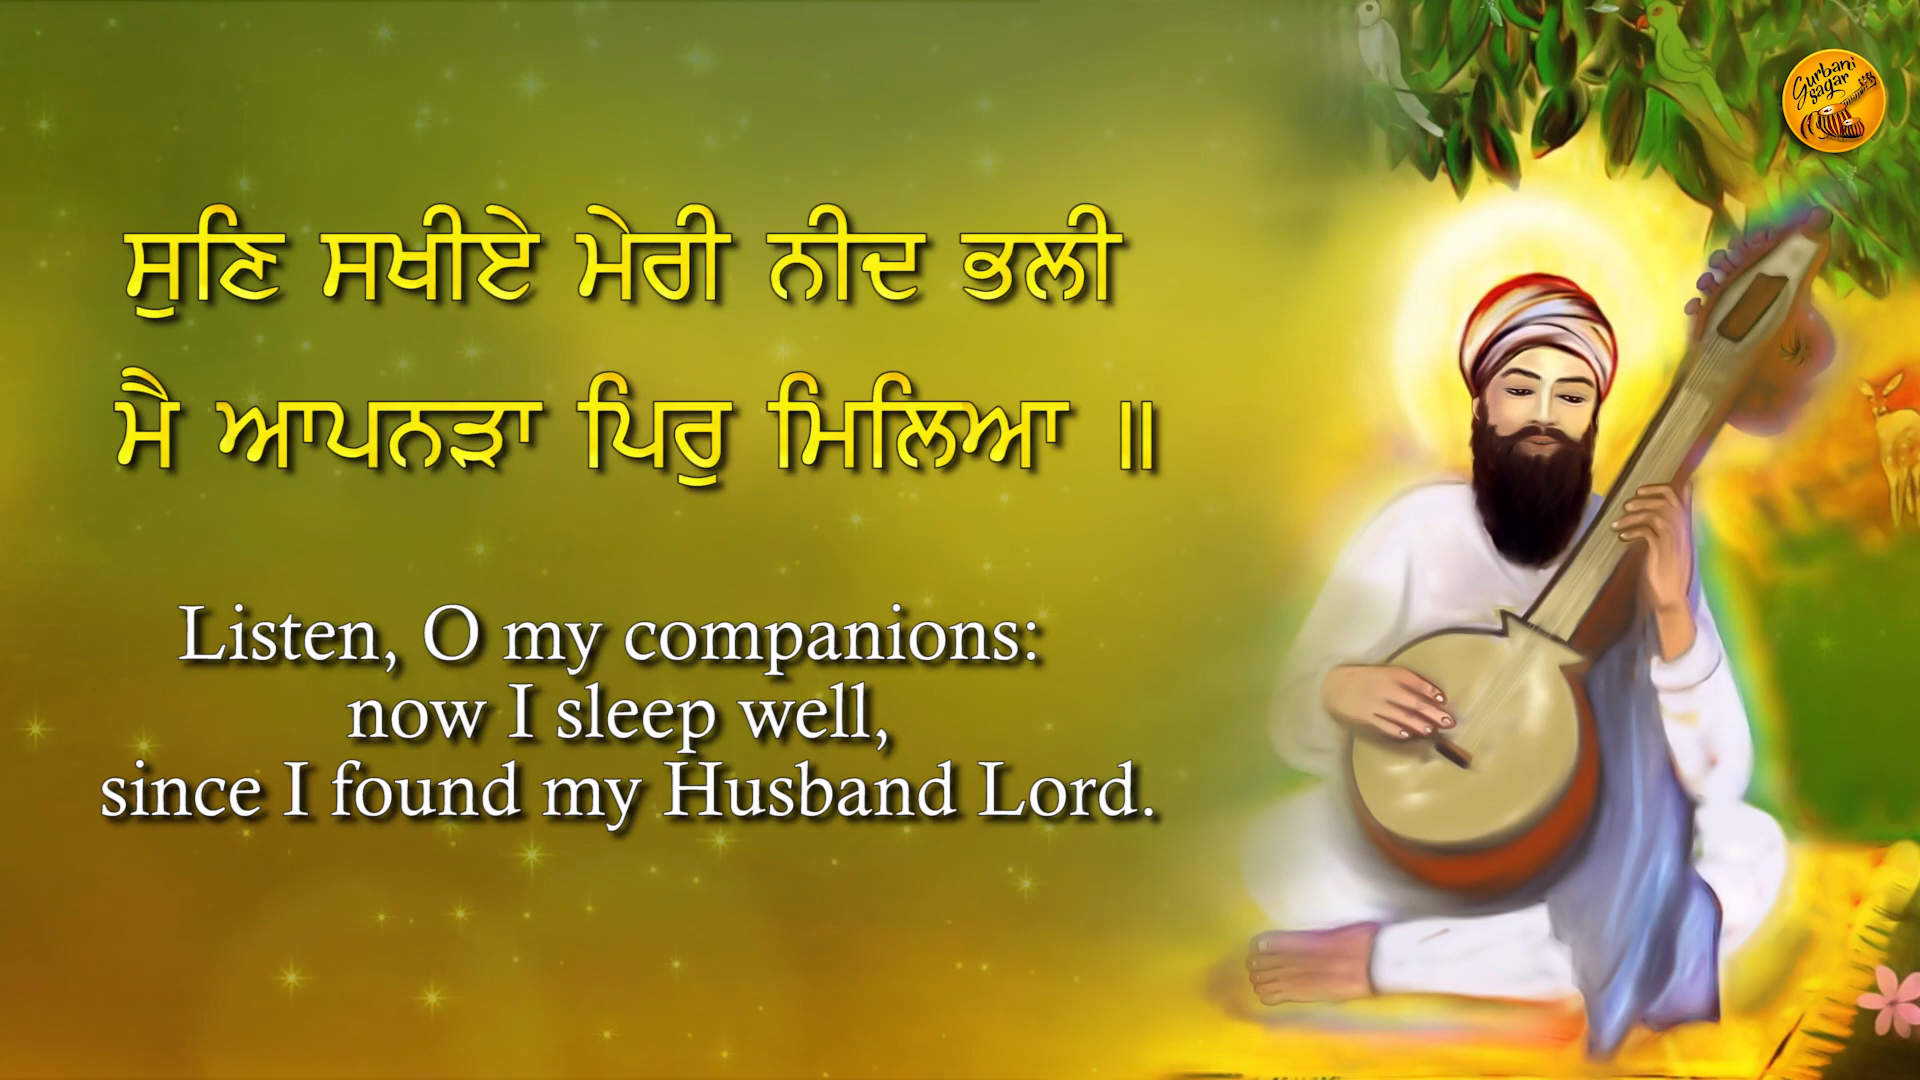 Gurbani
Sagar
ਸੁਣਿ ਸਖੀਏ ਮੇਰੀ ਨੀਦ ਭਲੀ
ਮੈ ਆਪਨੜਾ ਪਿਰੁ ਮਿਲਿਆ ॥
Listen, O my companions:
now I sleep well,
since I found my Husband Lord.